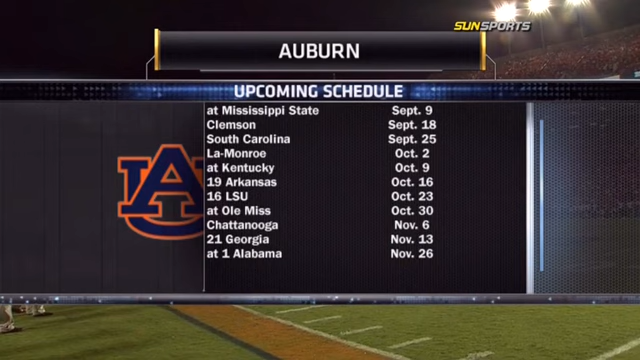 SUNSPORTS
AUBURN
UPCOMING SCHEDULE
at Mississippi State Sept. 9
Clemson Sept. 18
South Carolina Sept. 25
La-Monroe Oct. 2
at Kentucky Oct. 9
19 Arkansas Oct. 16
16 LSU Oct. 23
at Ole Miss Oct. 30
Chattanooga Nov. 6
21 Georgia Nov. 13
at 1 Alabama Nov. 26
AU